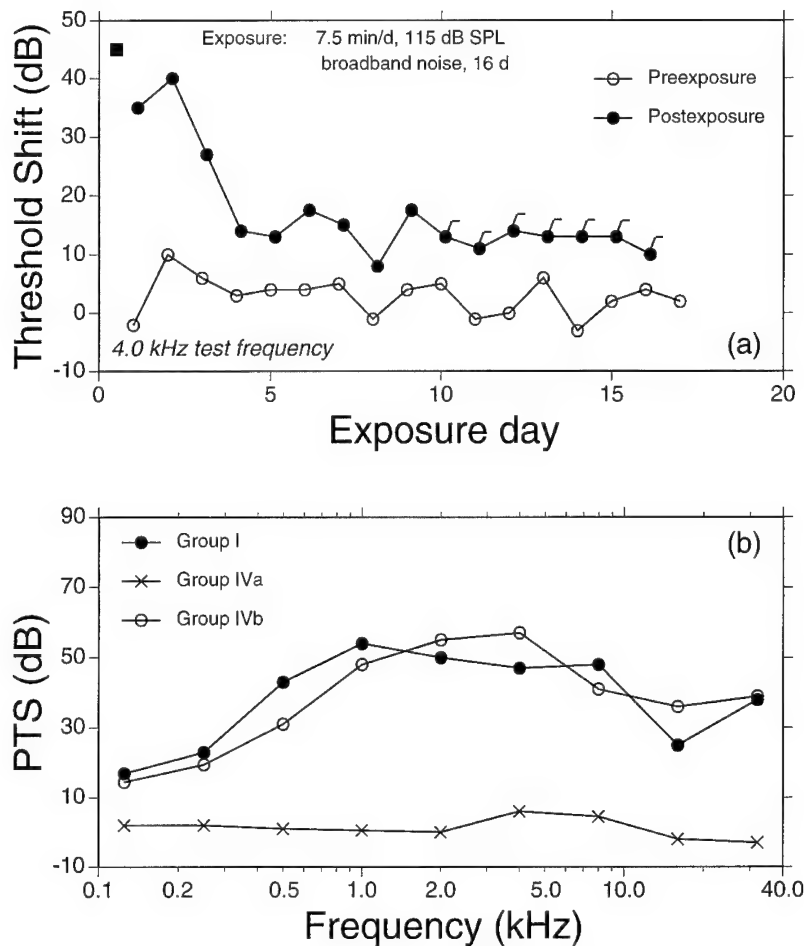 50
40
30
20
10
0
-10
Threshold Shift (dB)
Exposure: 7.5 min/d, 115 dB SPL
broadband noise, 16 d
Preexposure
Postexposure
4.0 kHz test frequency
(a)
0 5 10 15 20
Exposure day
90
70
50
30
10
-10
PTS (dB)
Group I
Group IVa
Group IVb
(b)
0.1 0.2 0.5 1.0 2.0 5.0 10.0 40.0
Frequency (kHz)